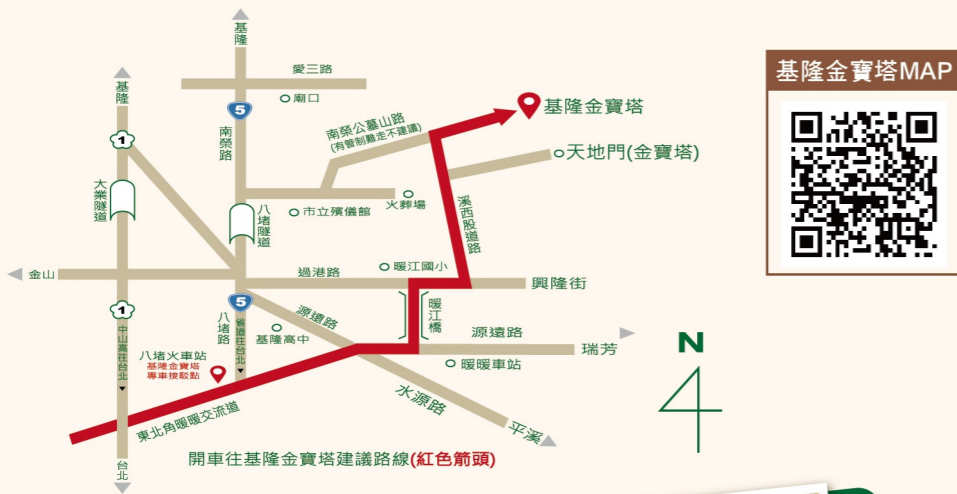 基隆
愛三路
廟口
5
南榮路
基隆
1
大業隧道
南榮公墓山路
(有管制難走不建議)
基隆金寶塔
天地門(金寶塔)
火葬場
市立殯儀館
八堵隧道
溪西股道路
金山
過港路
暖江國小
興隆街
暖江橋
1
中山高往台北
5
八堵路
省道往台北
源遠路
基隆高中
源遠路
瑞芳
暖暖車站
八堵火車站
基隆金寶塔
專車接駁點
水源路
平溪
東北角暖暖交流道
台北
開車往基隆金寶塔建議路線(紅色箭頭)
基隆金寶塔MAP
N